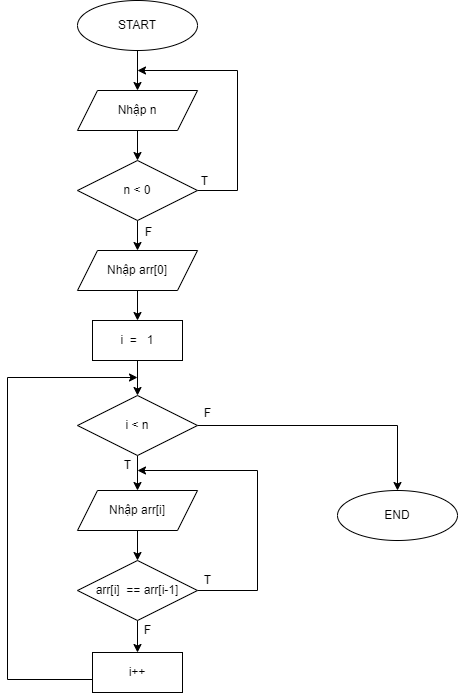 START
Nhập n
n < 0
T
F
Nhập arr[0]
i = 1
i < n
F
T
Nhập arr[i]
END
arr[i] == arr[i-1]
T
F
i++